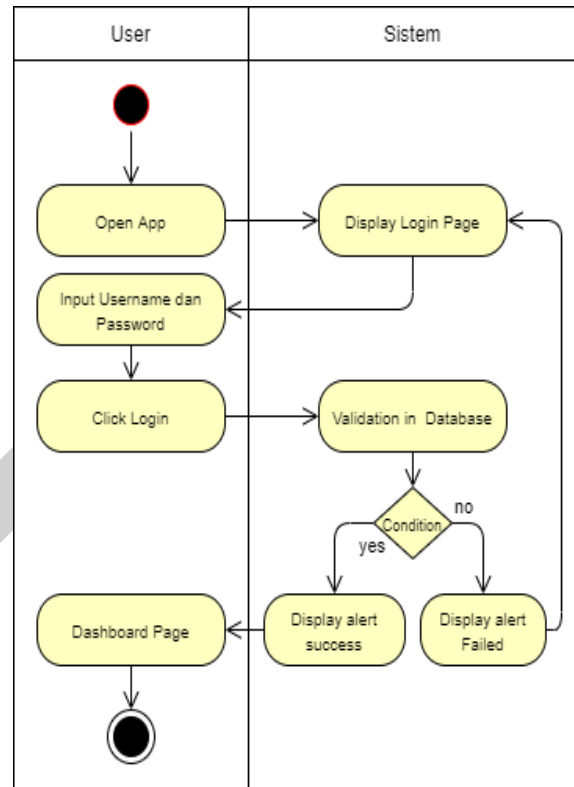 User
Sistem
Open App
Display Login Page
Input Username dan
Password
Click Login
Validation in Database
Condition
no
yes
Display alert
success
Display alert
Failed
Dashboard Page